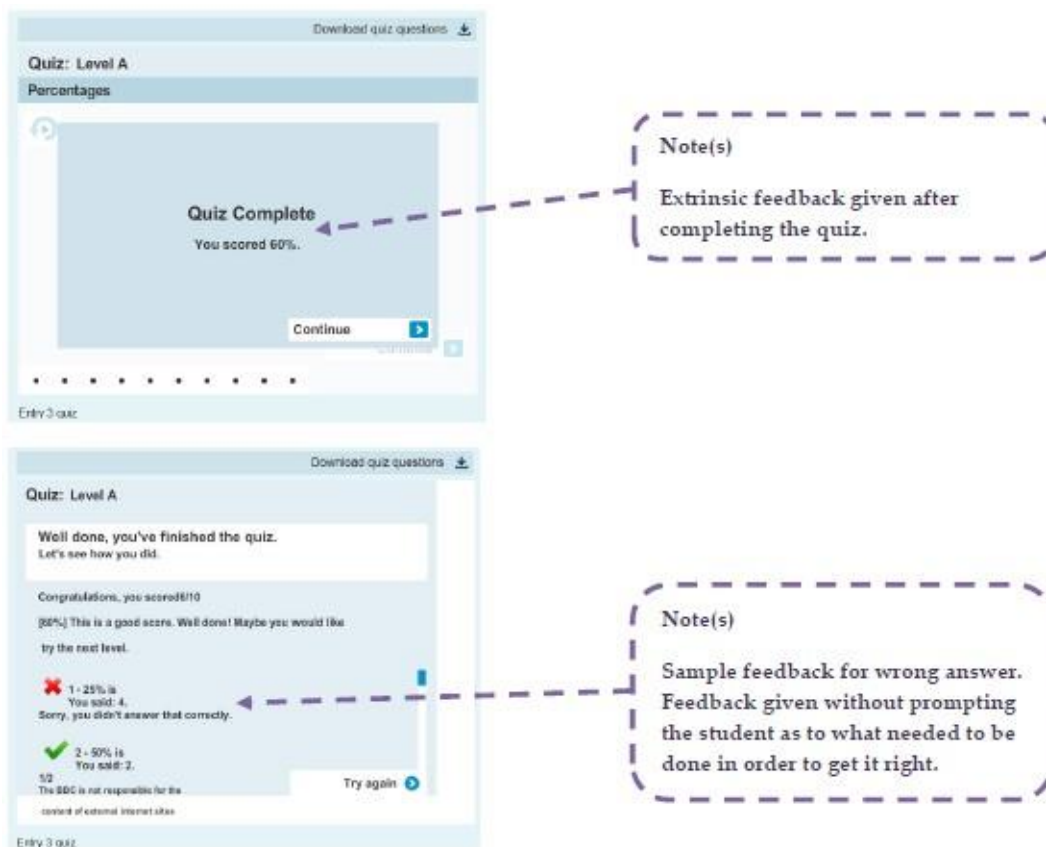 Download quiz questions
Quiz: Level A
Percentages
Quiz Complete
You scored 60%.
Continue
Entry 3 quiz
Note(s)
Extrinsic feedback given after
completing the quiz.
Download quiz questions
Quiz: Level A
Well done, you've finished the quiz.
Let's see how you did.
Congratulations, you scored6/10
[60%] This is a good score. Well done! Maybe you would like
try the next level.
1 - 25% is
You said: 4.
Sorry, you didn't answer that correctly.
2 - 50% is
You said: 2.
1/2
The BBC is not responsible for the
content of external internet sites
Try again
Entry 3 quiz
Note(s)
Sample feedback for wrong answer.
Feedback given without prompting
the student as to what needed to be
done in order to get it right.